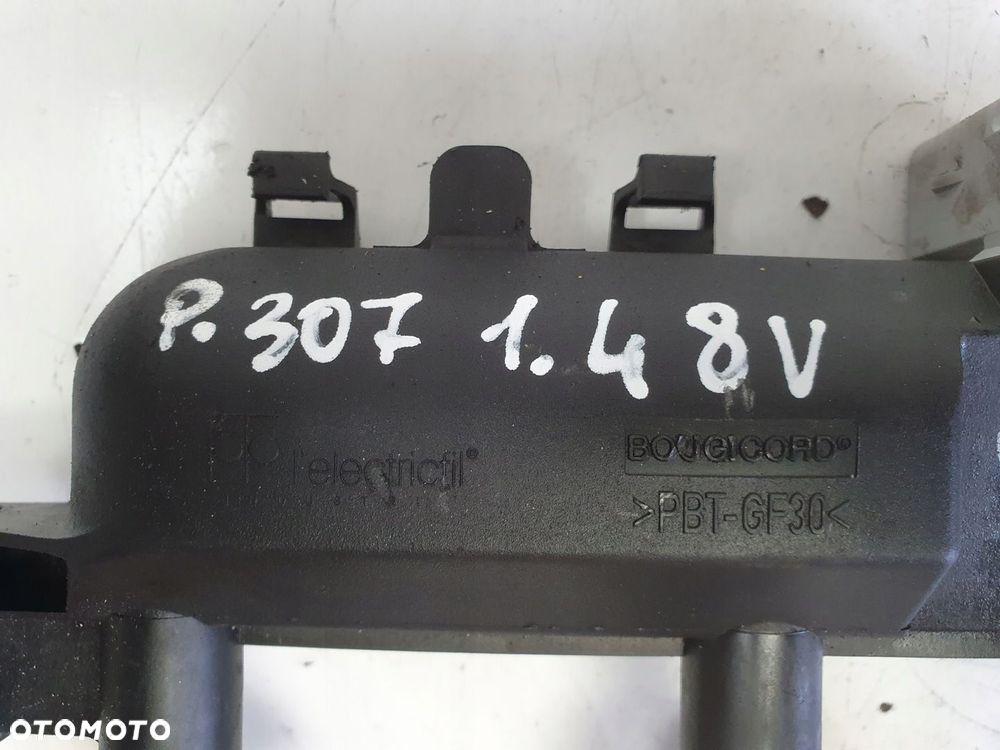 P. 307 1.4 8V
l'electricfil®
BOUGICORD®
>PBT-GF30<
OTOMOTO